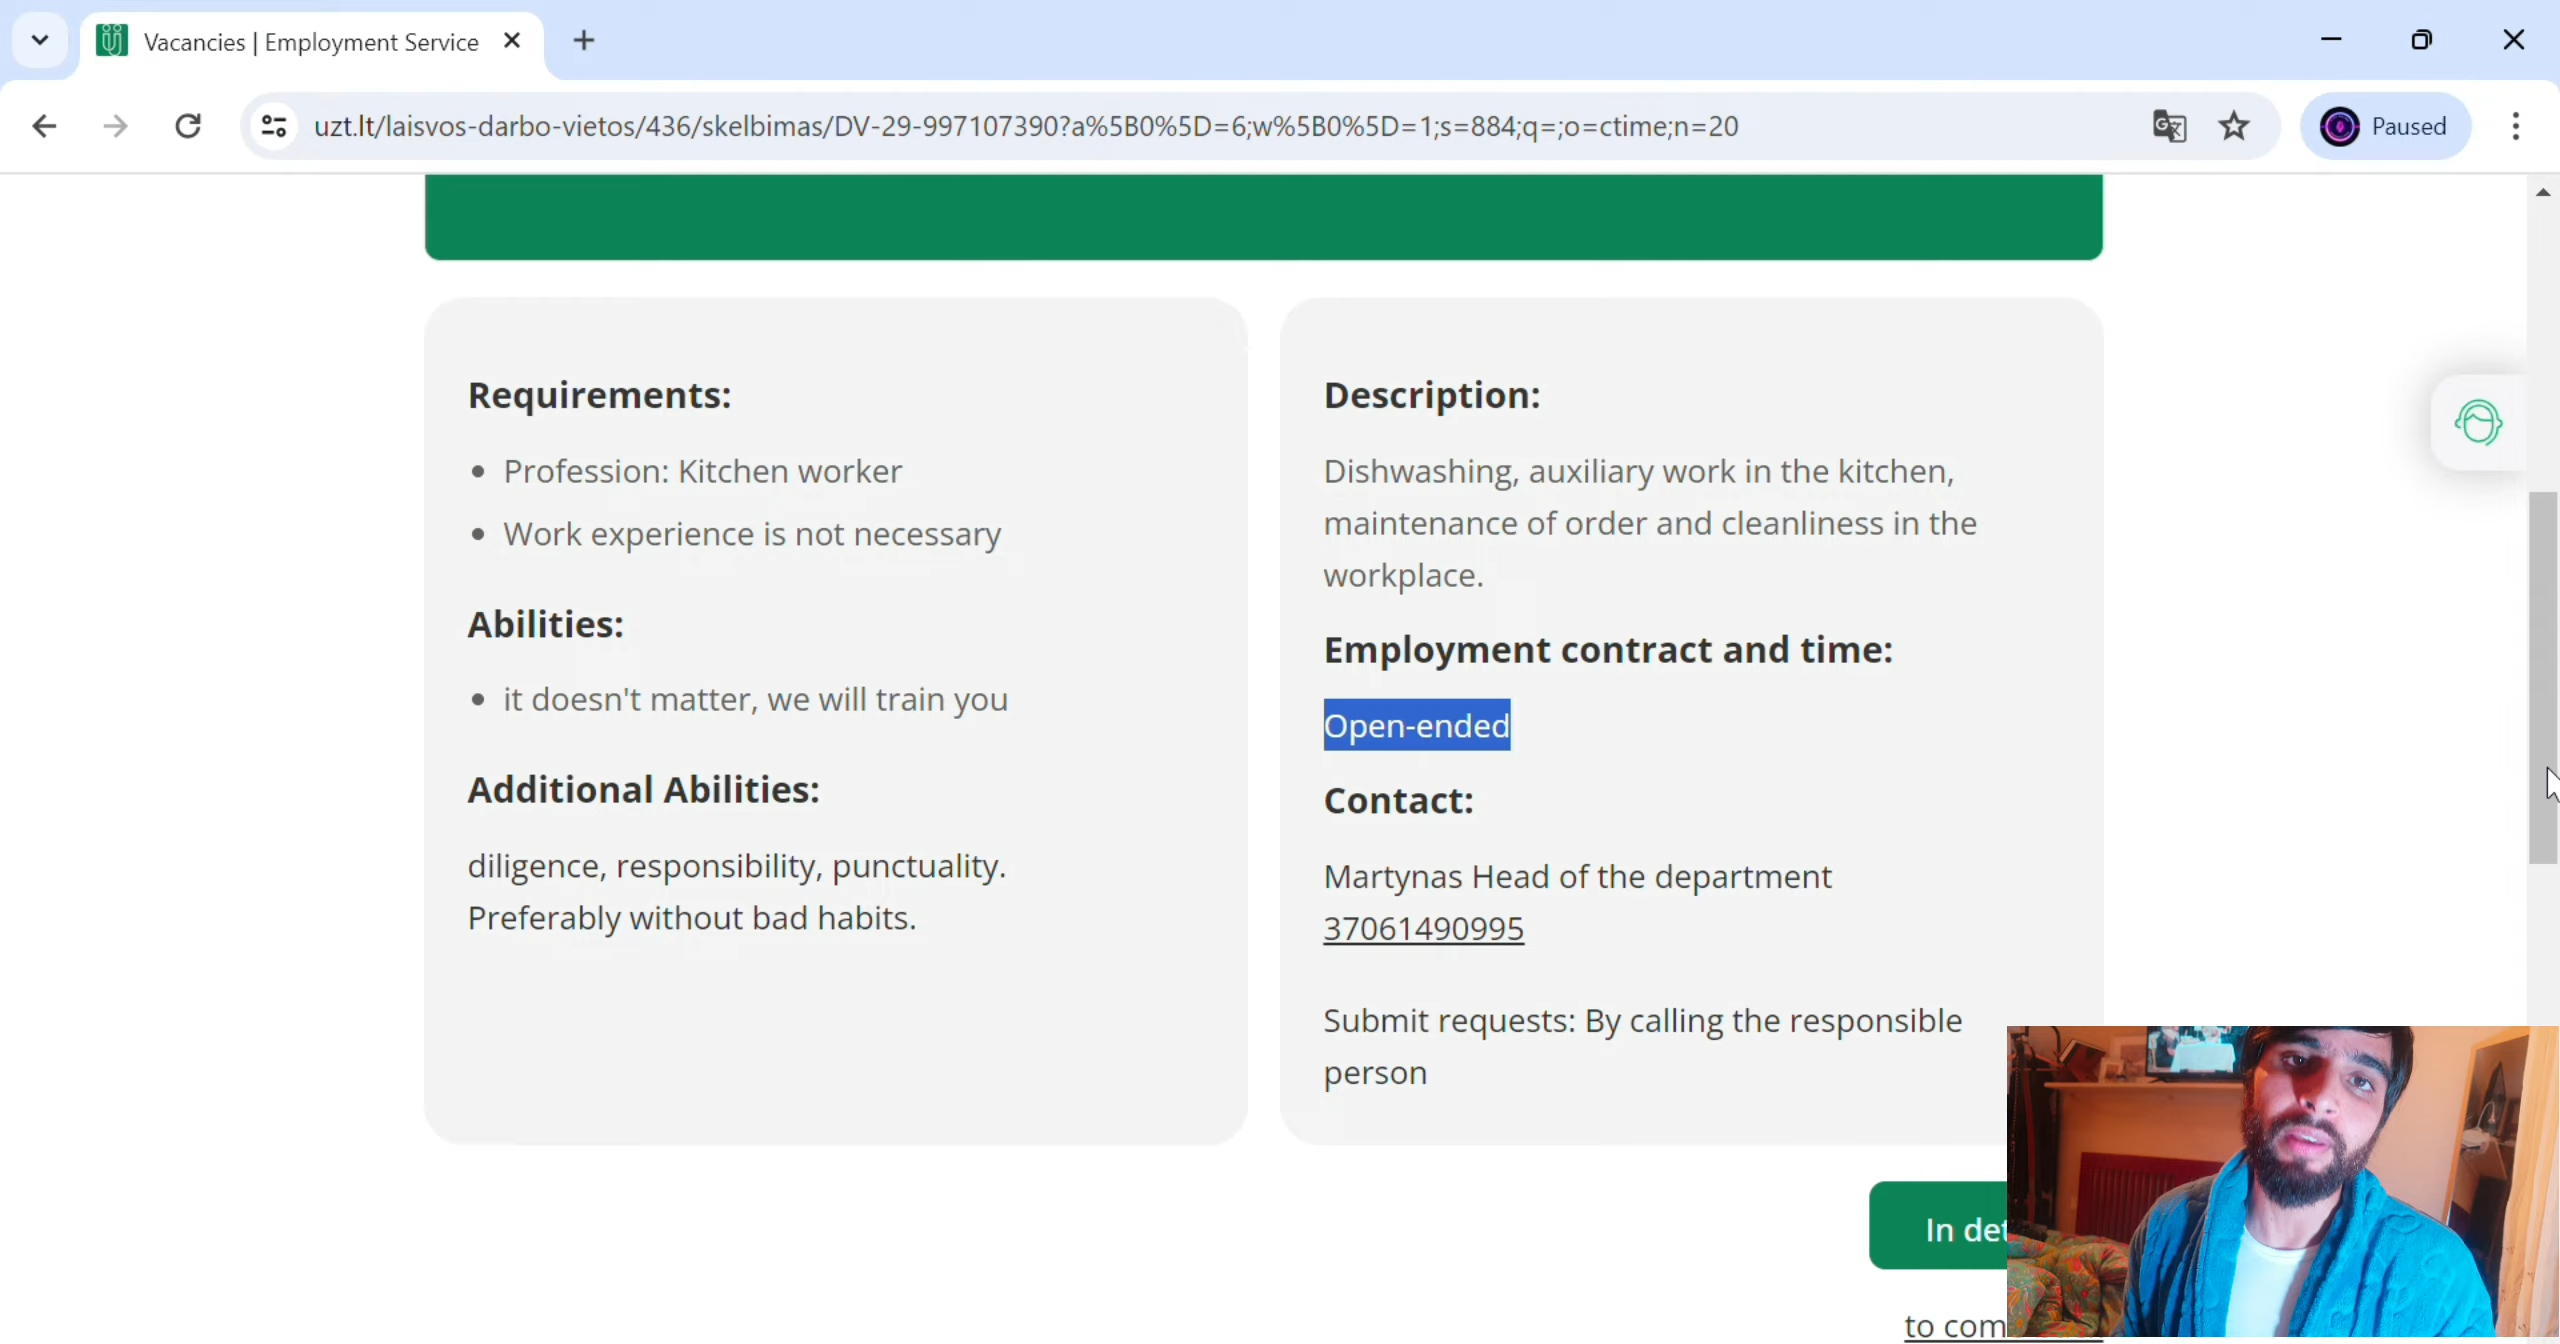 Vacancies | Employment Service
uzt.lt/laisvos-darbo-vietos/436/skelbimas/DV-29-997107390?a%5B0%5D=6;w%5B0%5D=1;s=884;q=;o=ctime;n=20
Paused
Requirements:
Profession: Kitchen worker
Work experience is not necessary
Abilities:
it doesn't matter, we will train you
Additional Abilities:
diligence, responsibility, punctuality.
Preferably without bad habits.
Description:
Dishwashing, auxiliary work in the kitchen,
maintenance of order and cleanliness in the
workplace.
Employment contract and time:
Open-ended
Contact:
Martynas Head of the department
37061490995
Submit requests: By calling the responsible
person
In det
to com